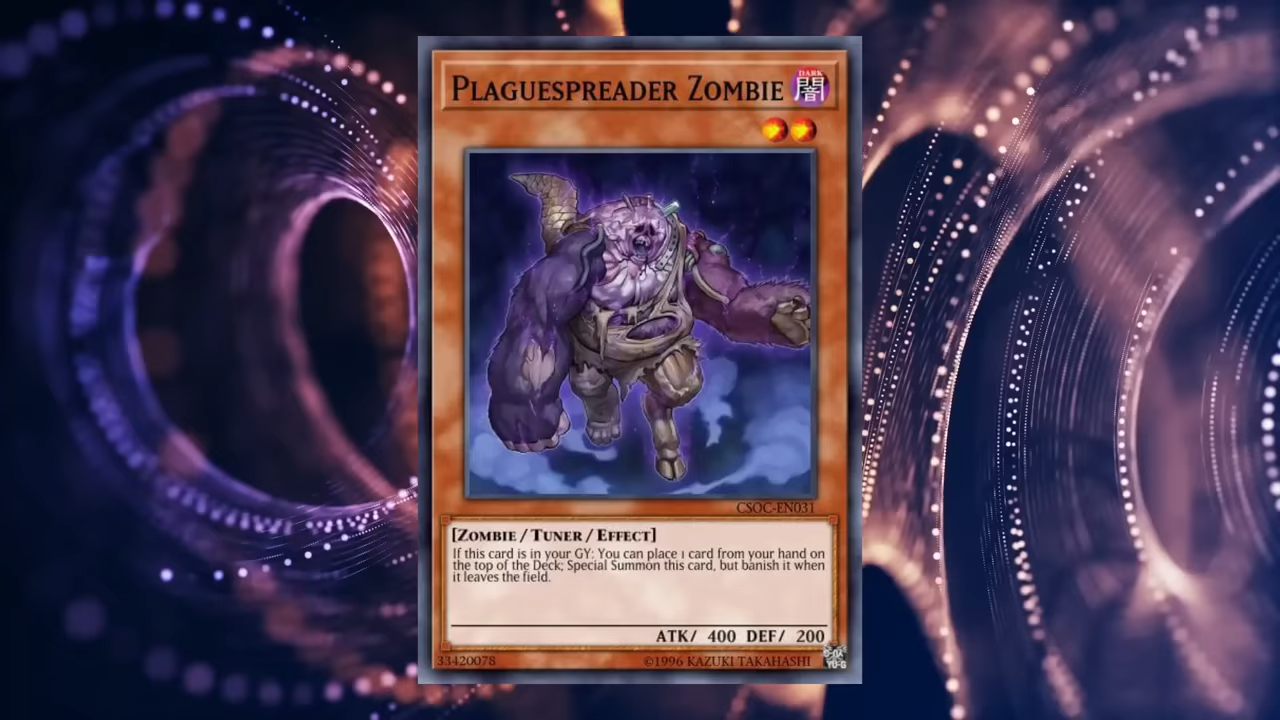 Plaguespreader Zombie
DARK
闇
CSOC-EN031
[Zombie / Tuner / Effect]
If this card is in your GY: You can place 1 card from your hand on
the top of the Deck; Special Summon this card, but banish it when
it leaves the field.
ATK/ 400 DEF/ 200
33420078
©1996 KAZUKI TAKAHASHI